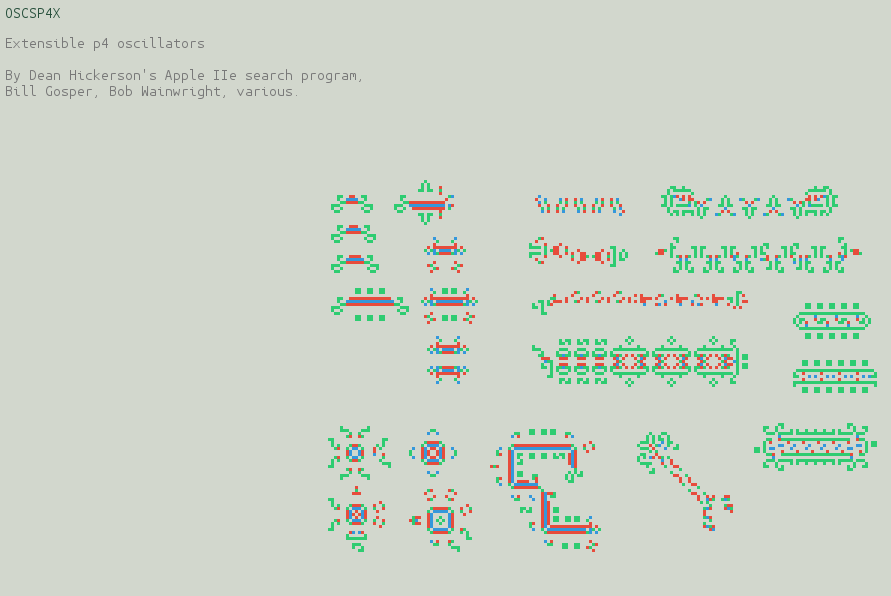 OSCSP4X
Extensible p4 oscillators
By Dean Hickerson's Apple IIe search program,
Bill Gosper, Bob Wainwright, various.